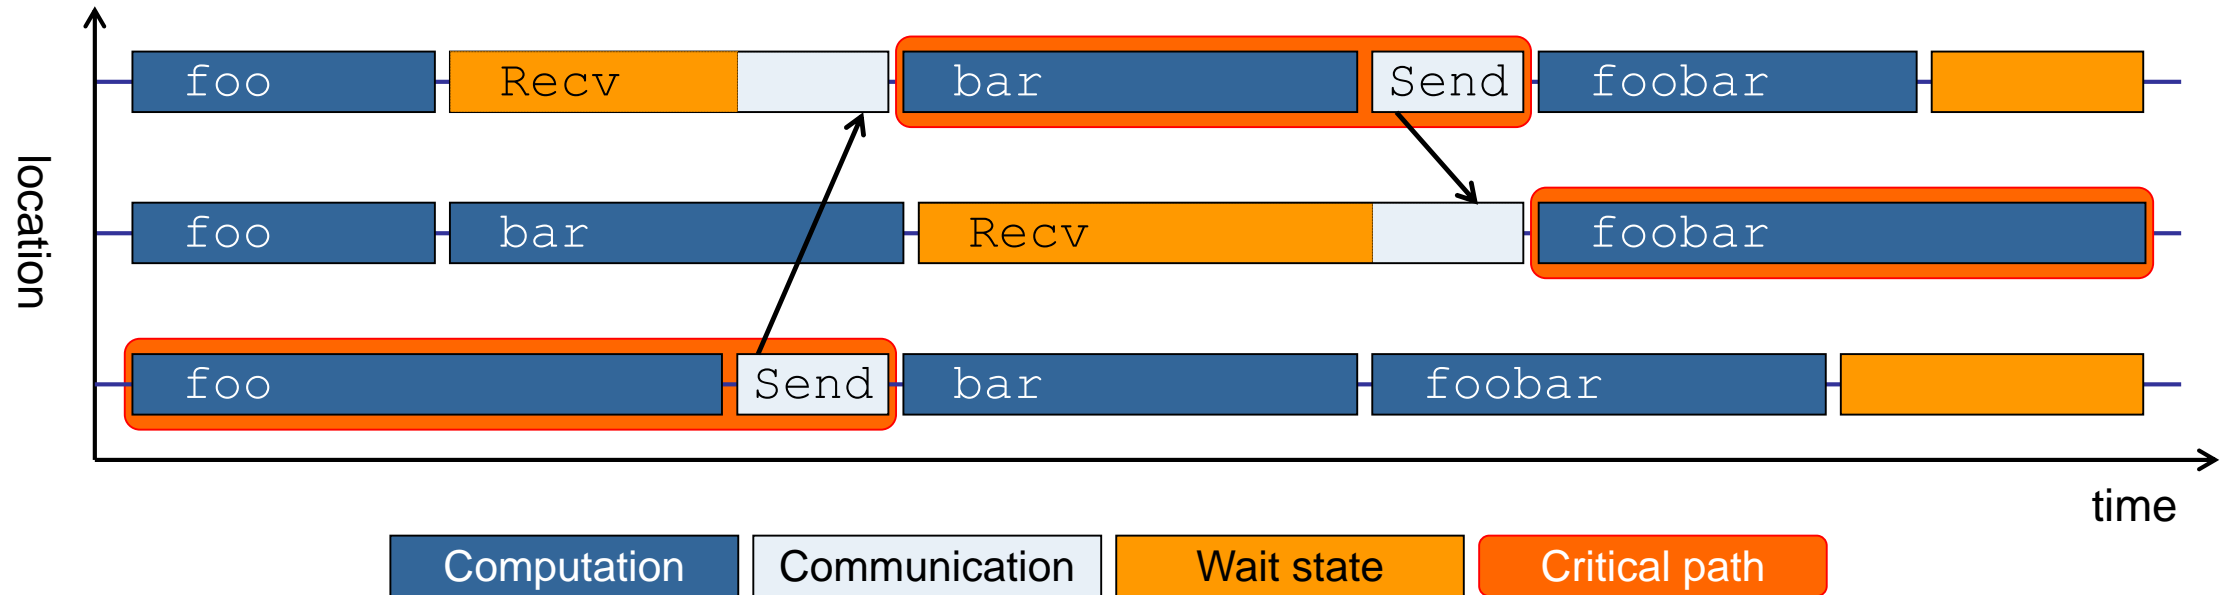 foo Recv bar Send foobar
location
foo bar Recv foobar
foo Send bar foobar
time
Computation Communication Wait state Critical path